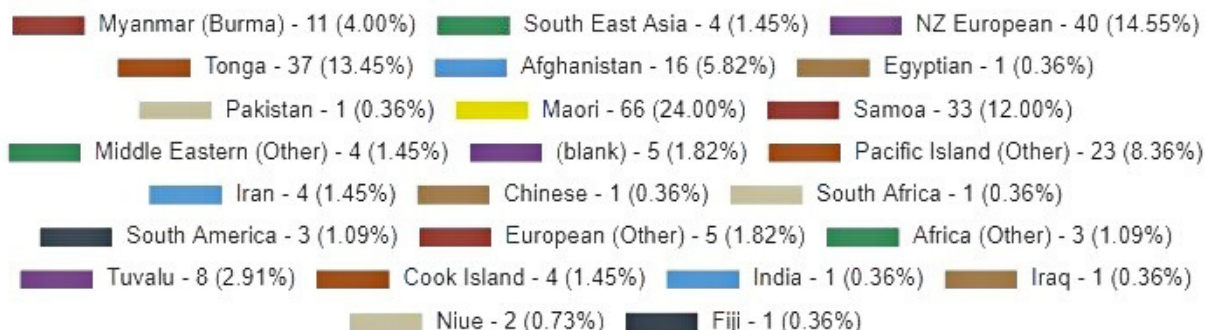 Myanmar (Burma) - 11 (4.00%) South East Asia - 4 (1.45%) NZ European - 40 (14.55%)
Tonga - 37 (13.45%) Afghanistan - 16 (5.82%) Egyptian - 1 (0.36%)
Pakistan - 1 (0.36%) Maori - 66 (24.00%) Samoa - 33 (12.00%)
Middle Eastern (Other) - 4 (1.45%) (blank) - 5 (1.82%) Pacific Island (Other) - 23 (8.36%)
Iran - 4 (1.45%) Chinese - 1 (0.36%) South Africa - 1 (0.36%)
South America - 3 (1.09%) European (Other) - 5 (1.82%) Africa (Other) - 3 (1.09%)
Tuvalu - 8 (2.91%) Cook Island - 4 (1.45%) India - 1 (0.36%) Iraq - 1 (0.36%)
Niue - 2 (0.73%) Fiji - 1 (0.36%)